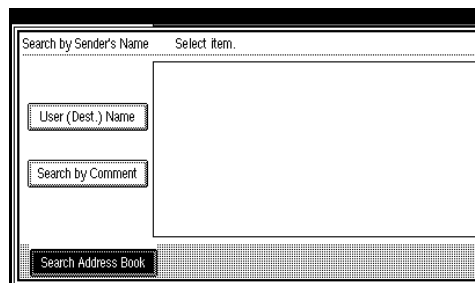 Search by Sender's Name Select item.
User (Dest.) Name
Search by Comment
Search Address Book